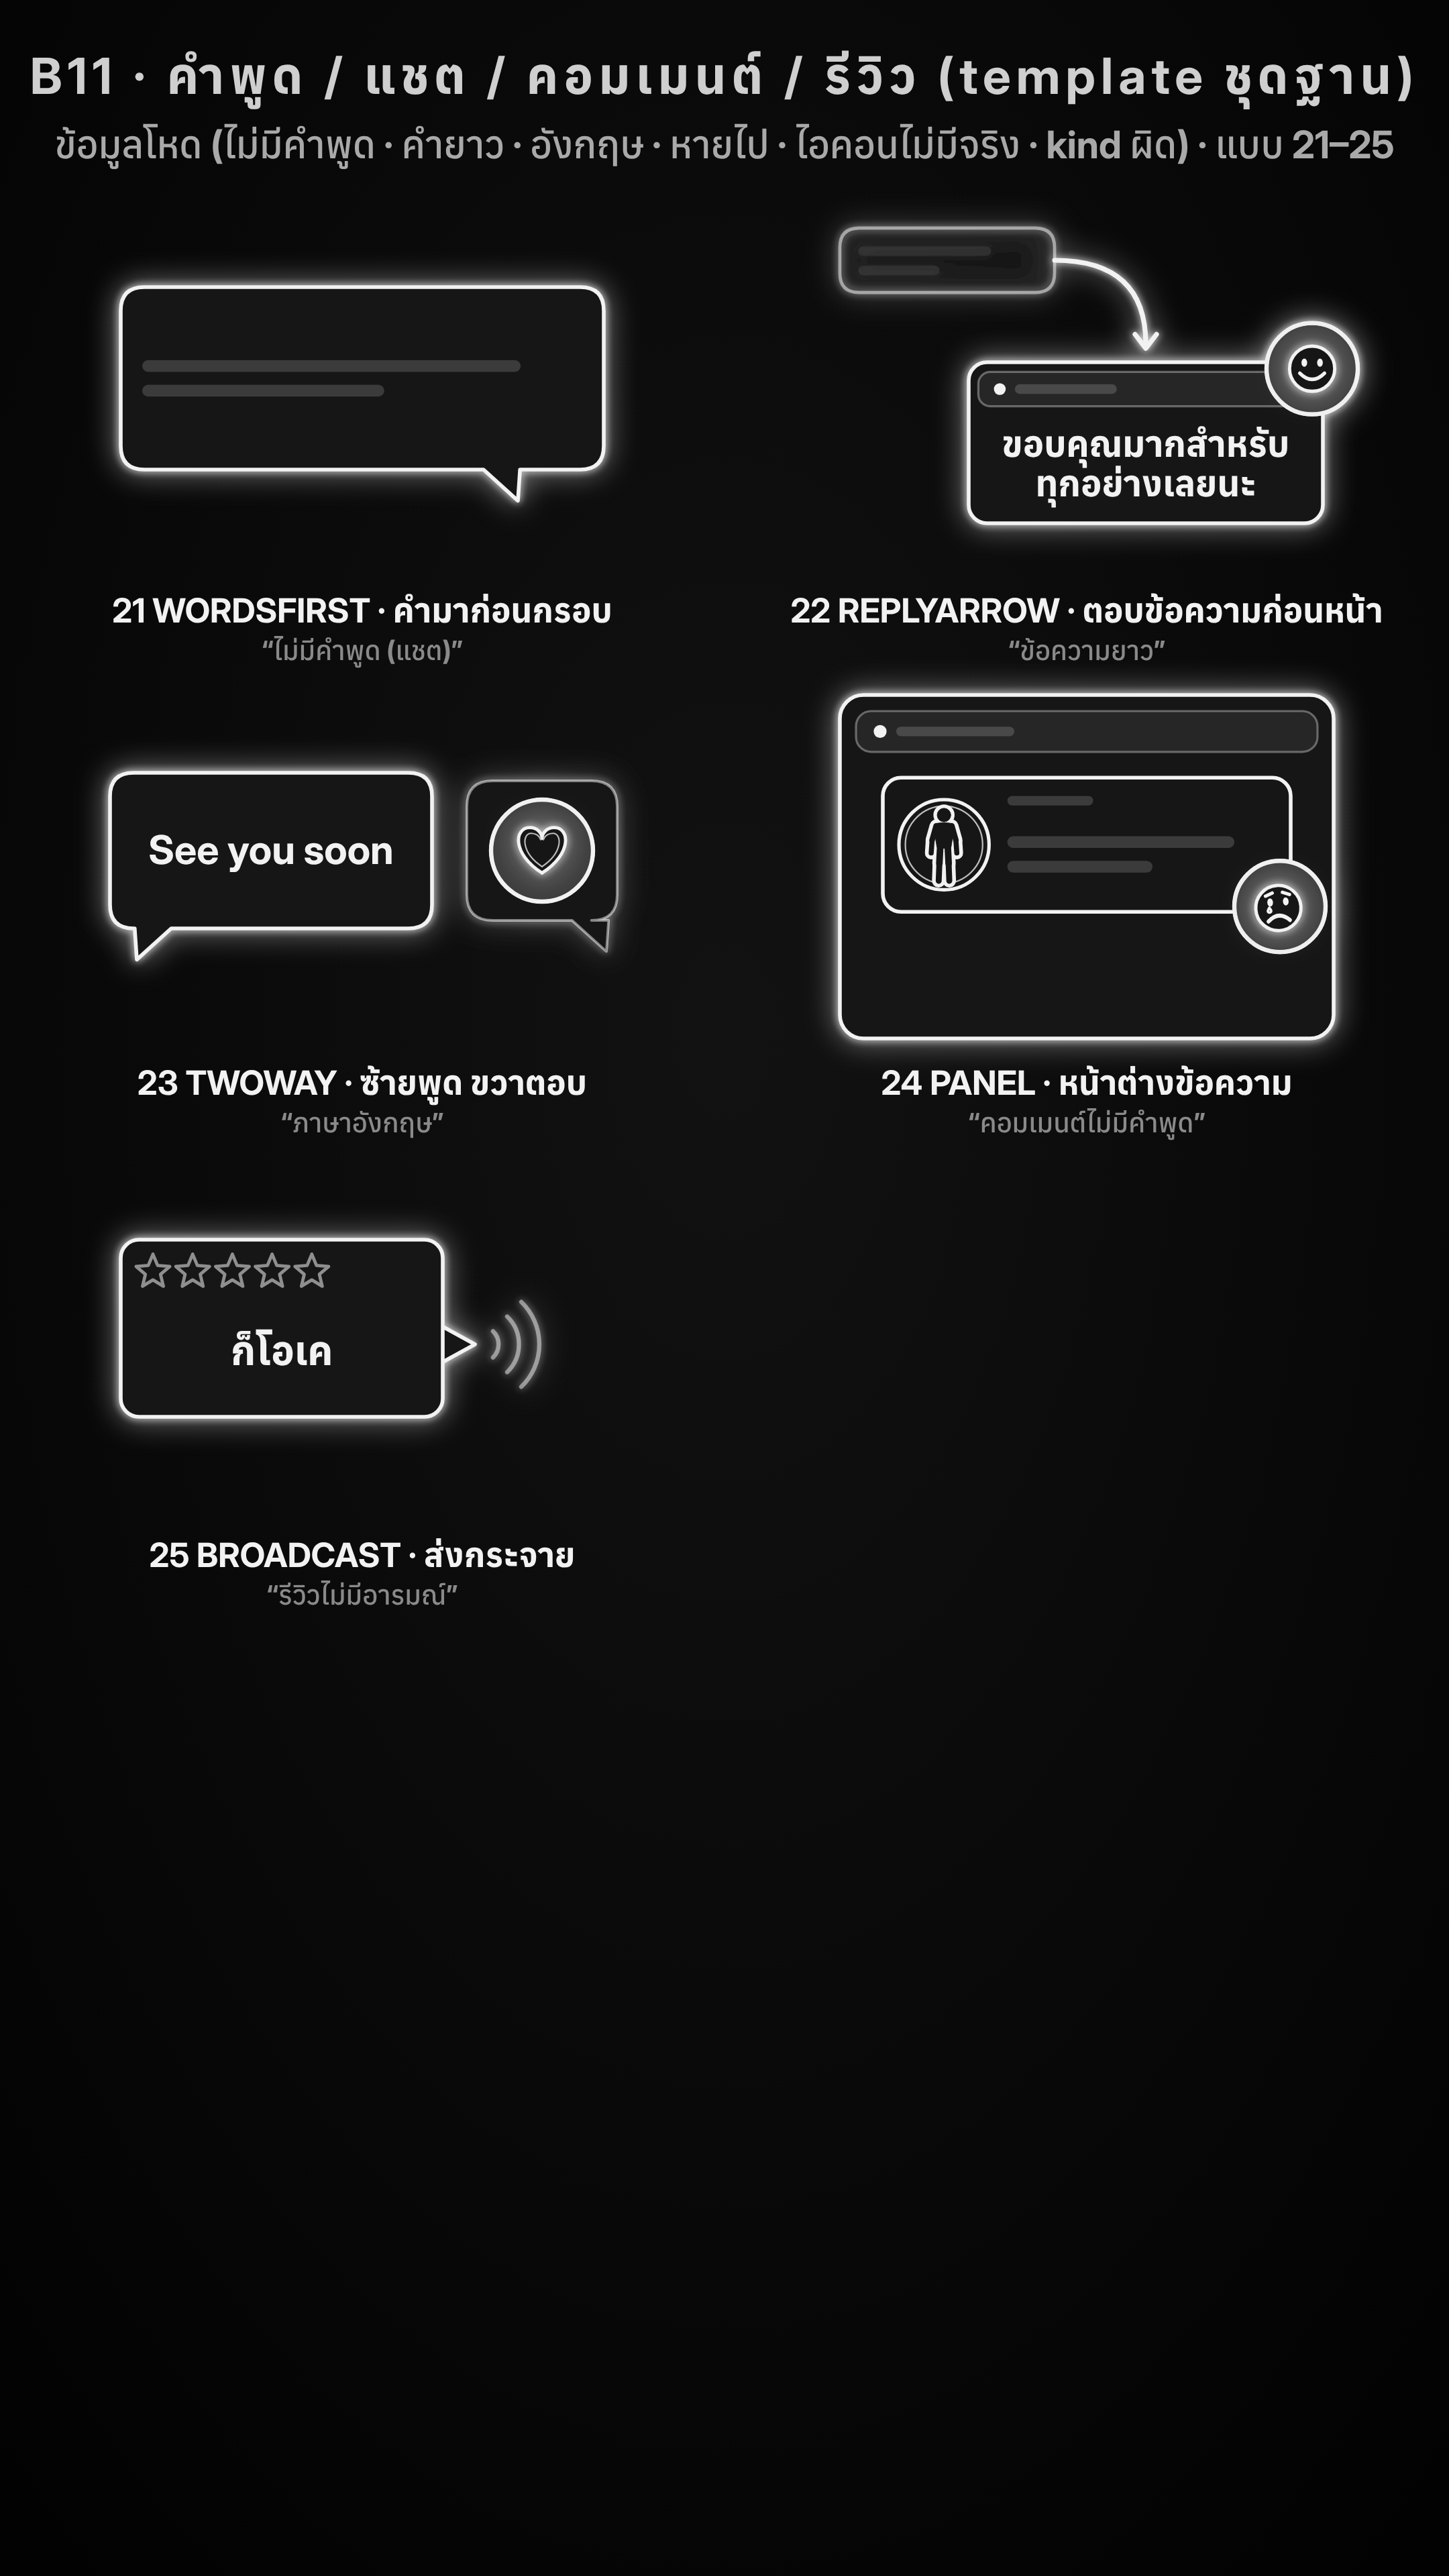 B11 · คำพูด / แชต / คอมเมนต์ / รีวิว (template ชุดฐาน)
ข้อมูลโหด (ไม่มีคำพูด · คำยาว · อังกฤษ · หายไป · ไอคอนไม่มีจริง · kind ผิด) · แบบ 21–25
ขอบคุณมากสำหรับ
ทุกอย่างเลยนะ
21 WORDSFIRST · คำมาก่อนกรอบ
“ไม่มีคำพูด (แชต)”
22 REPLYARROW · ตอบข้อความก่อนหน้า
“ข้อความยาว”
See you soon
23 TWOWAY · ซ้ายพูด ขวาตอบ
“ภาษาอังกฤษ”
24 PANEL · หน้าต่างข้อความ
“คอมเมนต์ไม่มีคำพูด”
ก็โอเค
25 BROADCAST · ส่งกระจาย
“รีวิวไม่มีอารมณ์”